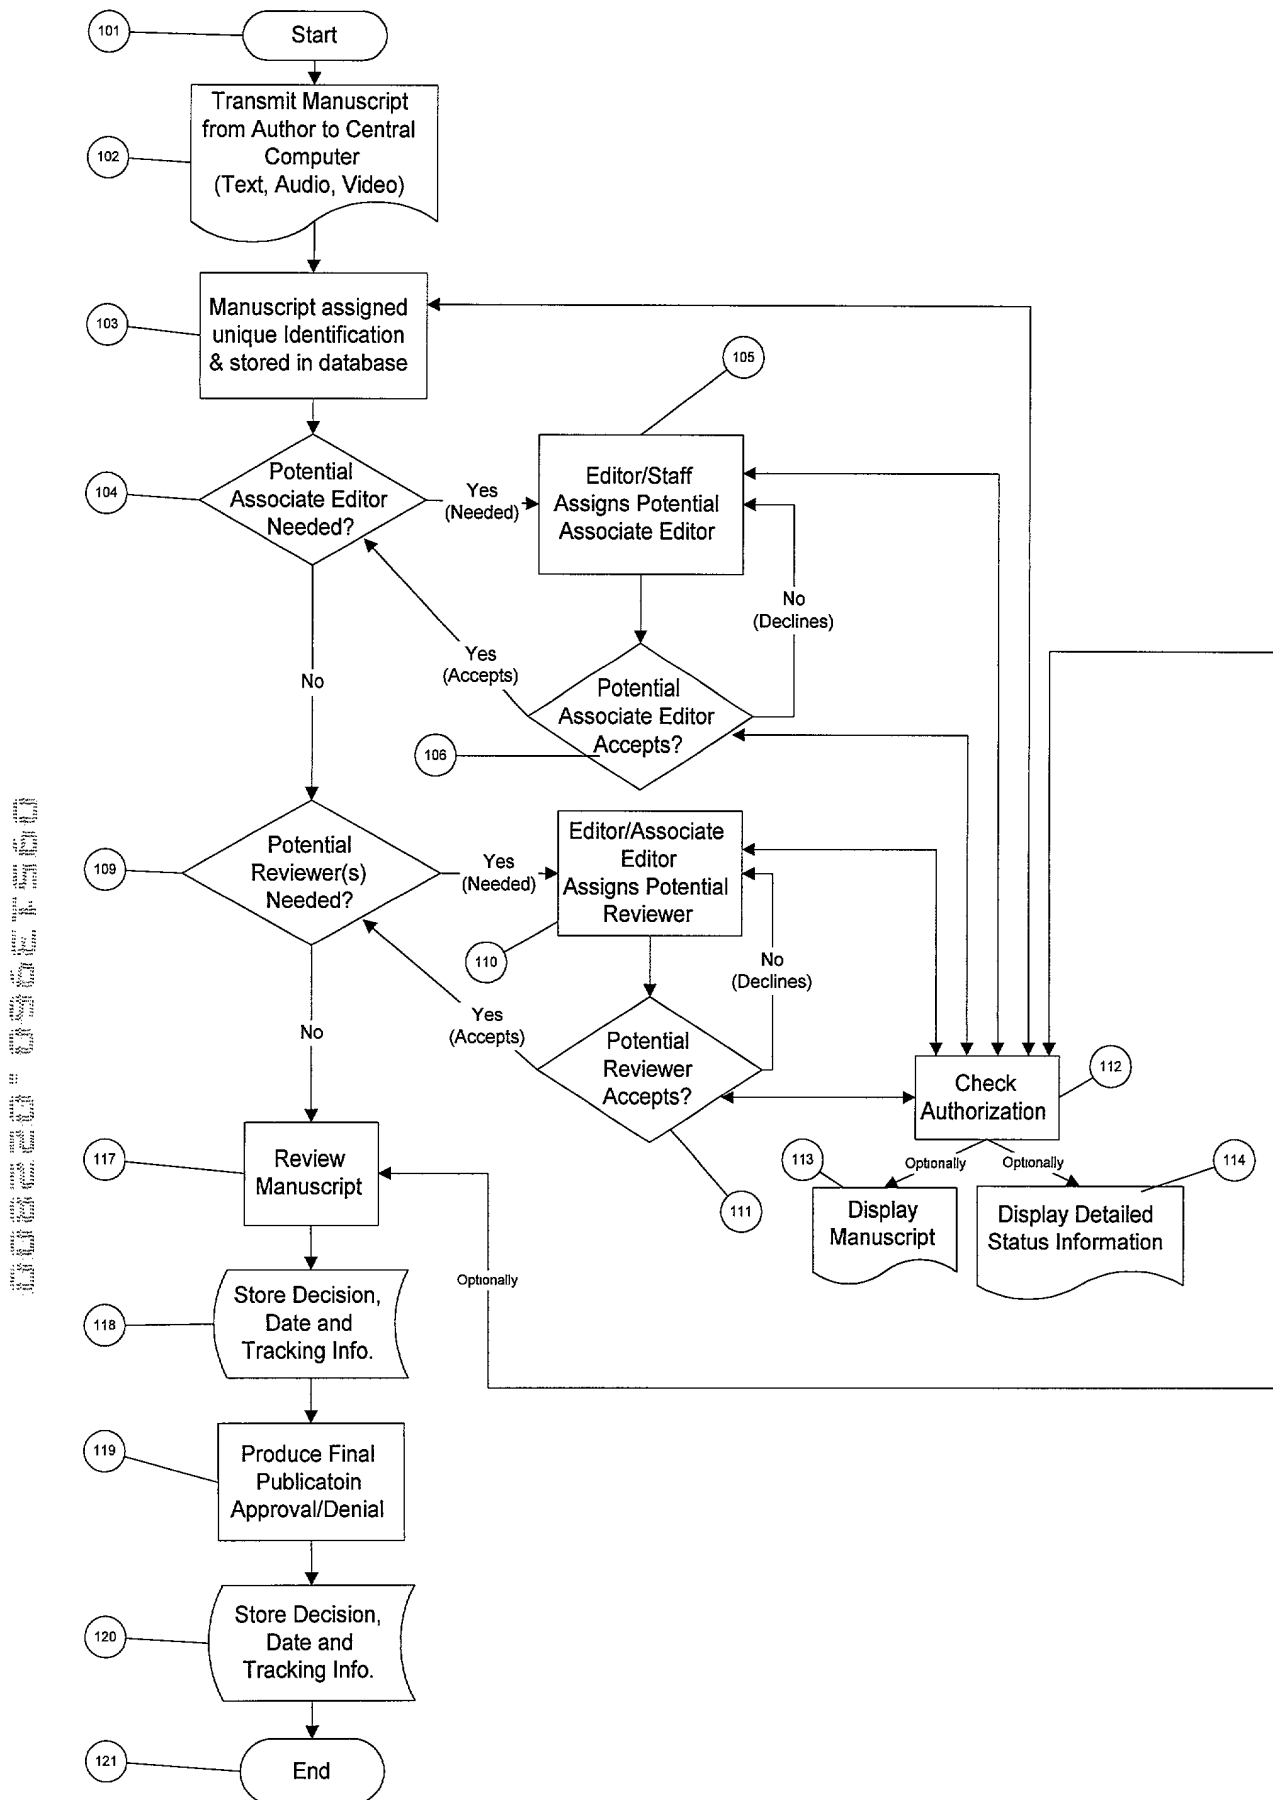 101
Start
Transmit Manuscript
from Author to Central
Computer
(Text, Audio, Video)
102
Manuscript assigned
unique Identification
& stored in database
103
105
Potential
Associate Editor
Needed?
104
Yes
(Needed)
Editor/Staff
Assigns Potential
Associate Editor
No
(Declines)
Yes
(Accepts)
No
Potential
Associate Editor
Accepts?
106
Potential
Reviewer(s)
Needed?
109
Yes
(Needed)
Editor/Associate
Editor
Assigns Potential
Reviewer
110
No
(Declines)
Yes
(Accepts)
No
Potential
Reviewer
Accepts?
111
Check
Authorization
112
Optionally
Optionally
113
114
Display
Manuscript
Display Detailed
Status Information
Review
Manuscript
117
Optionally
Store Decision,
Date and
Tracking Info.
118
Produce Final
Publicatoin
Approval/Denial
119
Store Decision,
Date and
Tracking Info.
120
End
121